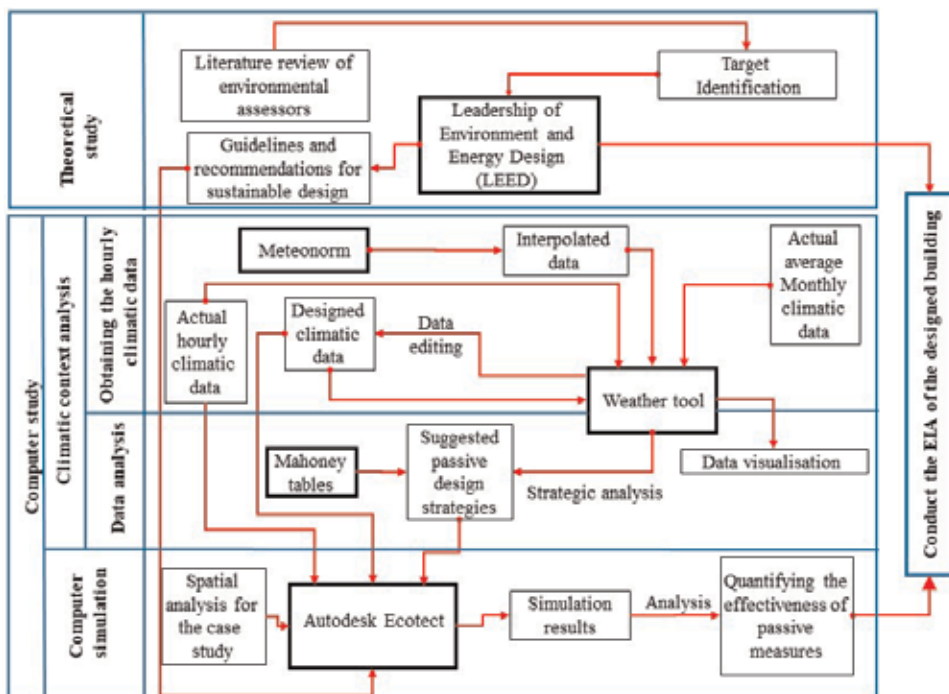 Theoretical
study
Literature review of
environmental
assessors
Target
Identification
Leadership of
Environment and
Energy Design
(LEED)
Guidelines and
recommendations for
sustainable design
Computer study
Climatic context analysis
Obtaining the hourly
climatic data
Meteonorm
Interpolated
data
Actual
average
Monthly
climatic
data
Actual
hourly
climatic
data
Designed
climatic
data
Data
editing
Weather tool
Data analysis
Mahoney
tables
Suggested
passive
design
strategies
Strategic analysis
Data visualisation
Computer
simulation
Spatial
analysis for
the case
study
Autodesk Ecotect
Simulation
results
Analysis
Quantifying the
effectiveness of
passive
measures
Conduct the EIA of the designed building